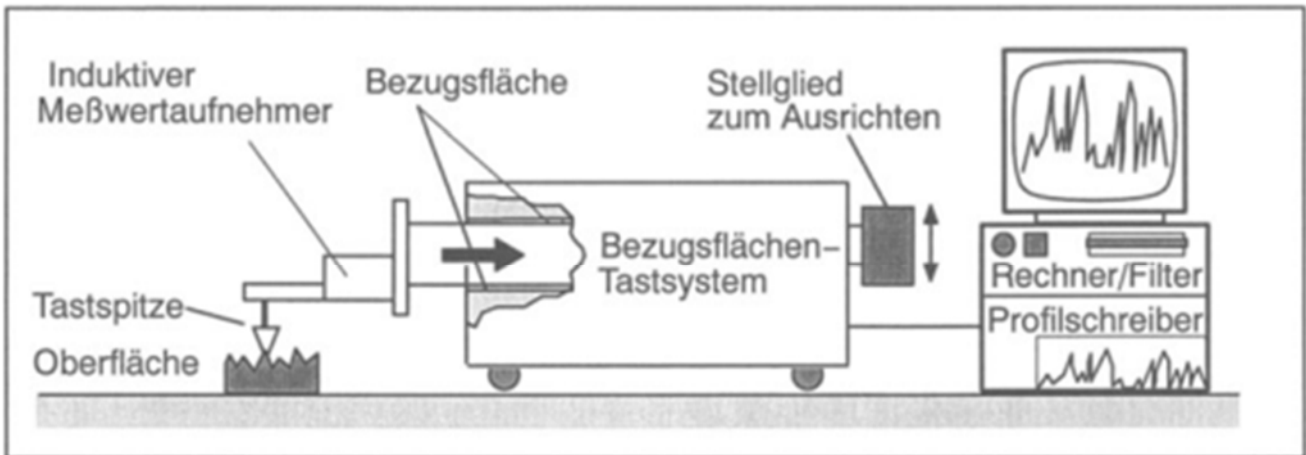 Induktiver
Meßwertaufnehmer
Bezugsfläche
Stellglied
zum Ausrichten
Bezugsflächen–
Tastsystem
Tastspitze
Oberfläche
Rechner/Filter
Profilschreiber